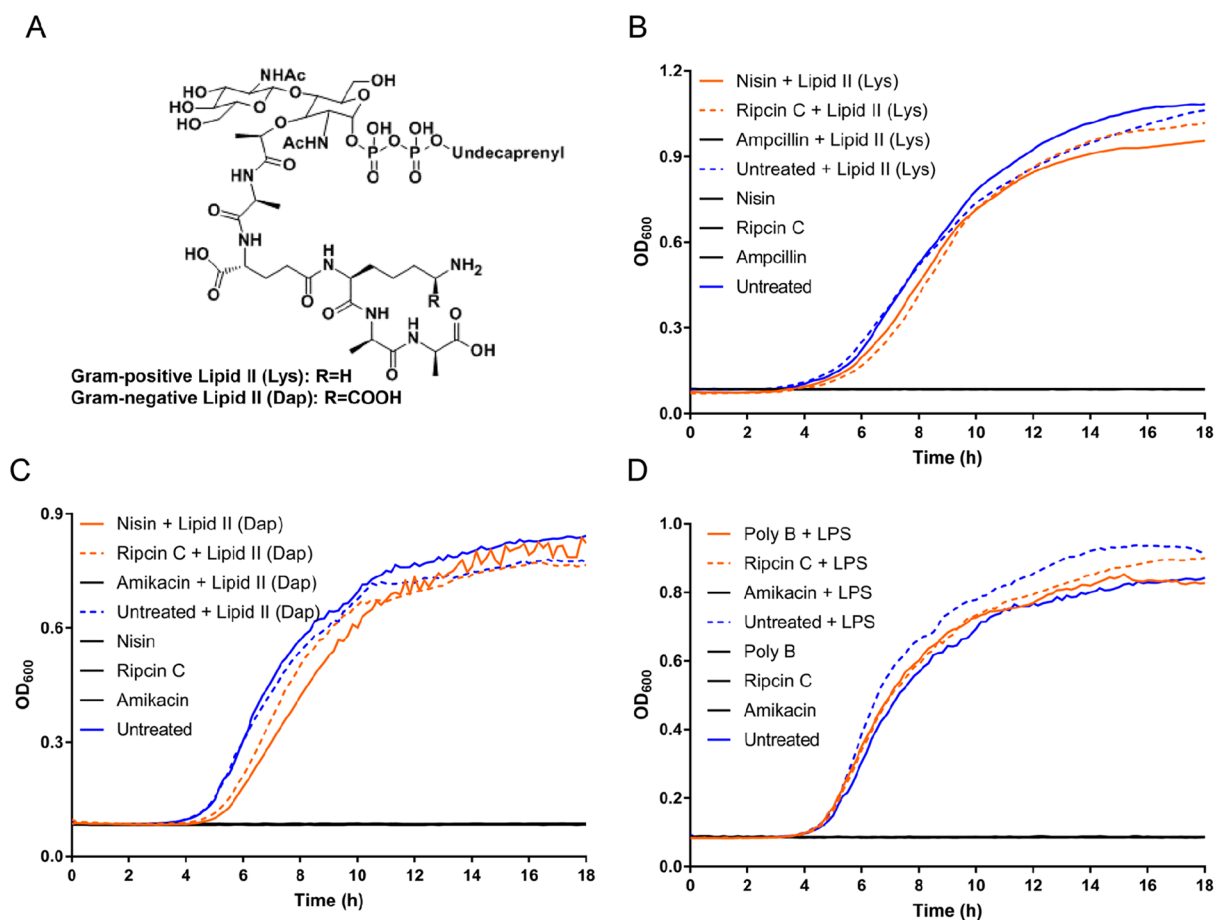 A
NHAc
HO
OH
O
O
HO
O
HO
O
O
AcHN
O
OH
OH
P
O
P
O
Undecaprenyl
O
O
O
HN
O
NH
HO
O
H
N
O
NH2
R
O
NH
H
N
O
O
OH
Gram-positive Lipid II (Lys): R=H
Gram-negative Lipid II (Dap): R=COOH
B
Nisin + Lipid II (Lys)
Ripcin C + Lipid II (Lys)
Ampcillin + Lipid II (Lys)
Untreated + Lipid II (Lys)
Nisin
Ripcin C
Ampcillin
Untreated
OD600
1.2
0.9
0.6
0.3
0.0
0 2 4 6 8 10 12 14 16 18
Time (h)
C
Nisin + Lipid II (Dap)
Ripcin C + Lipid II (Dap)
Amikacin + Lipid II (Dap)
Untreated + Lipid II (Dap)
Nisin
Ripcin C
Amikacin
Untreated
OD600
0.9
0.6
0.3
0.0
0 2 4 6 8 10 12 14 16 18
Time (h)
D
Poly B + LPS
Ripcin C + LPS
Amikacin + LPS
Untreated + LPS
Poly B
Ripcin C
Amikacin
Untreated
OD600
1.0
0.8
0.6
0.4
0.2
0.0
0 2 4 6 8 10 12 14 16 18
Time (h)